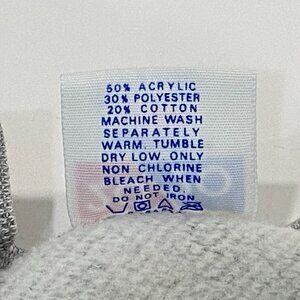 50% ACRYLIC
30% POLYESTER
20% COTTON
MACHINE WASH
SEPARATELY
WARM. TUMBLE
DRY LOW. ONLY
NON CHLORINE
BLEACH WHEN
NEEDED.
DO NOT IRON